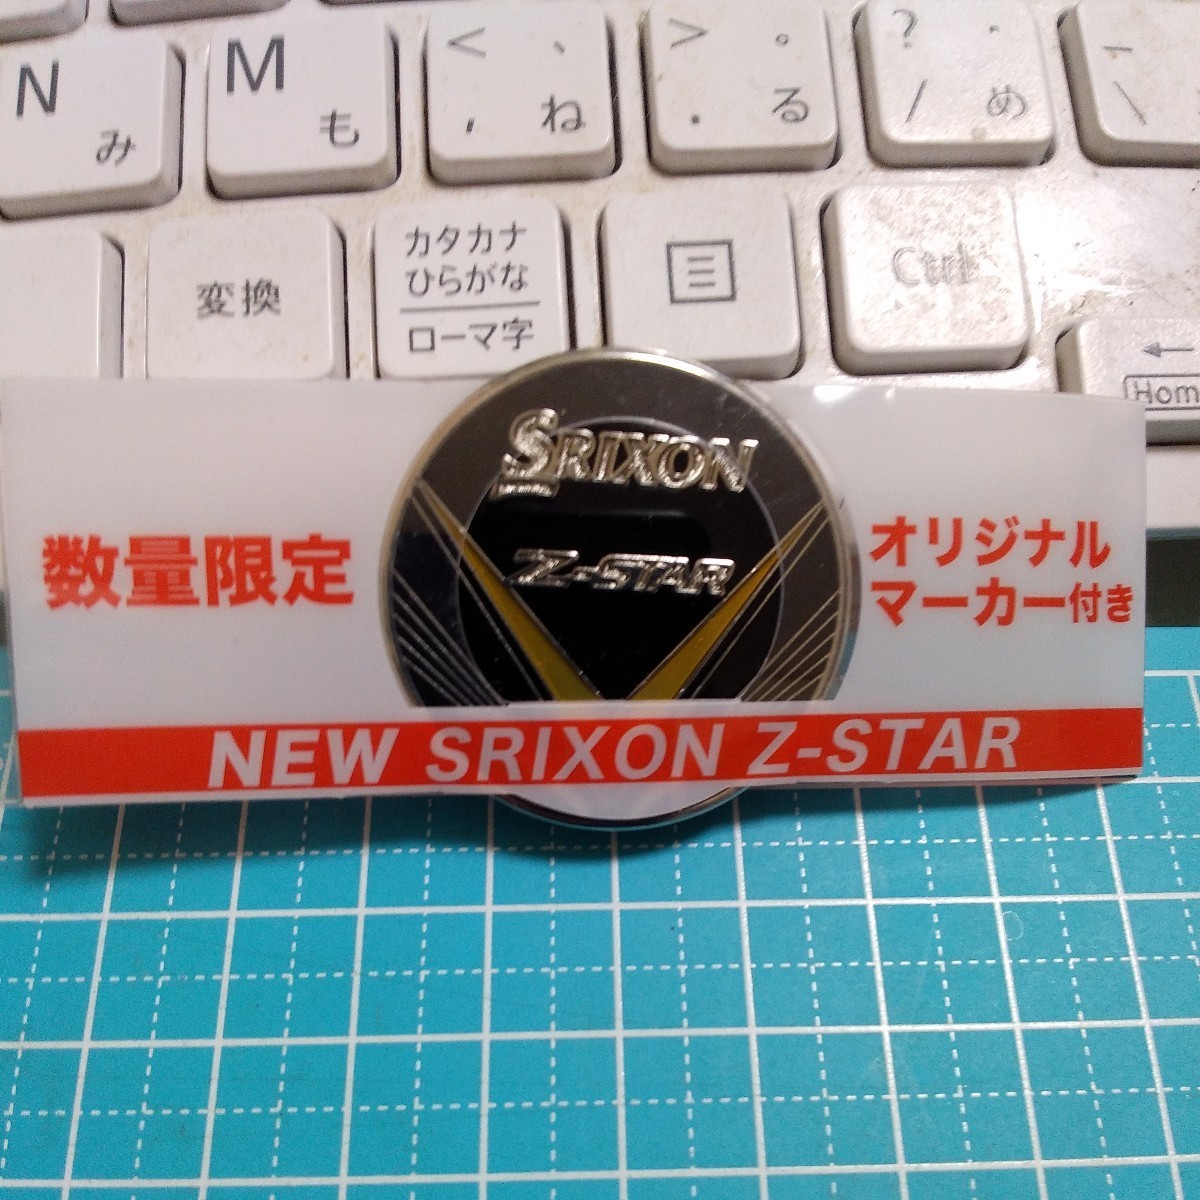 N み
M も
< 、
, ね
> 。
. る
? ・
/ め
_
\
変換
カタカナ
ひらがな
ローマ字
Ctrl
←
Hom
SRIXON
Z-STAR
数量限定
オリジナル
マーカー付き
NEW SRIXON Z-STAR